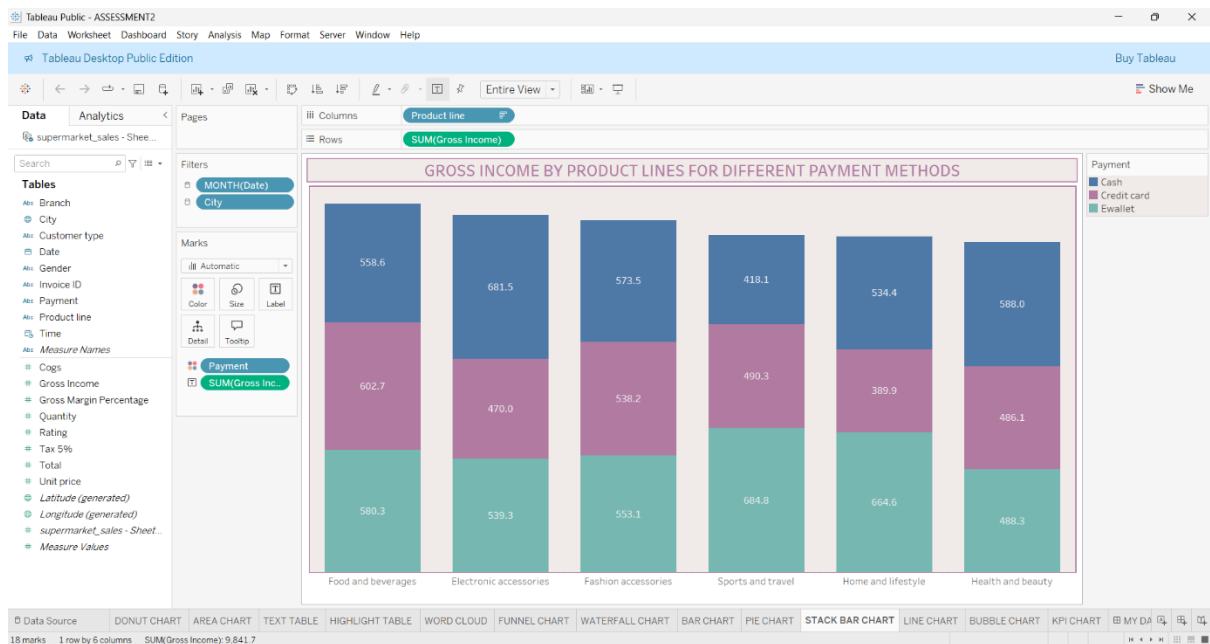 Tableau Public - ASSESSMENT2
File Data Worksheet Dashboard Story Analysis Map Format Server Window Help
Tableau Desktop Public Edition Buy Tableau
Entire View Show Me
Data Analytics
supermarket_sales - Shee...
Search
Tables
Branch
City
Customer type
Date
Gender
Invoice ID
Payment
Product line
Time
Measure Names
Cogs
Gross Income
Gross Margin Percentage
Quantity
Rating
Tax 5%
Total
Unit price
Latitude (generated)
Longitude (generated)
supermarket_sales - Sheet...
Measure Values
Pages
Filters
MONTH(Date)
City
Marks
Automatic
Color Size Label
Detail Tooltip
Payment
SUM(Gross Inc..
Columns Product line
Rows SUM(Gross Income)
GROSS INCOME BY PRODUCT LINES FOR DIFFERENT PAYMENT METHODS
558.6 681.5 573.5 418.1 534.4 588.0
602.7 470.0 538.2 490.3 389.9 486.1
580.3 539.3 553.1 684.8 664.6 488.3
Food and beverages Electronic accessories Fashion accessories Sports and travel Home and lifestyle Health and beauty
Payment
Cash
Credit card
Ewallet
Data Source DONUT CHART AREA CHART TEXT TABLE HIGHLIGHT TABLE WORD CLOUD FUNNEL CHART WATERFALL CHART BAR CHART PIE CHART STACK BAR CHART LINE CHART BUBBLE CHART KPI CHART MY DA
18 marks 1 row by 6 columns SUM(Gross Income): 9,841.7